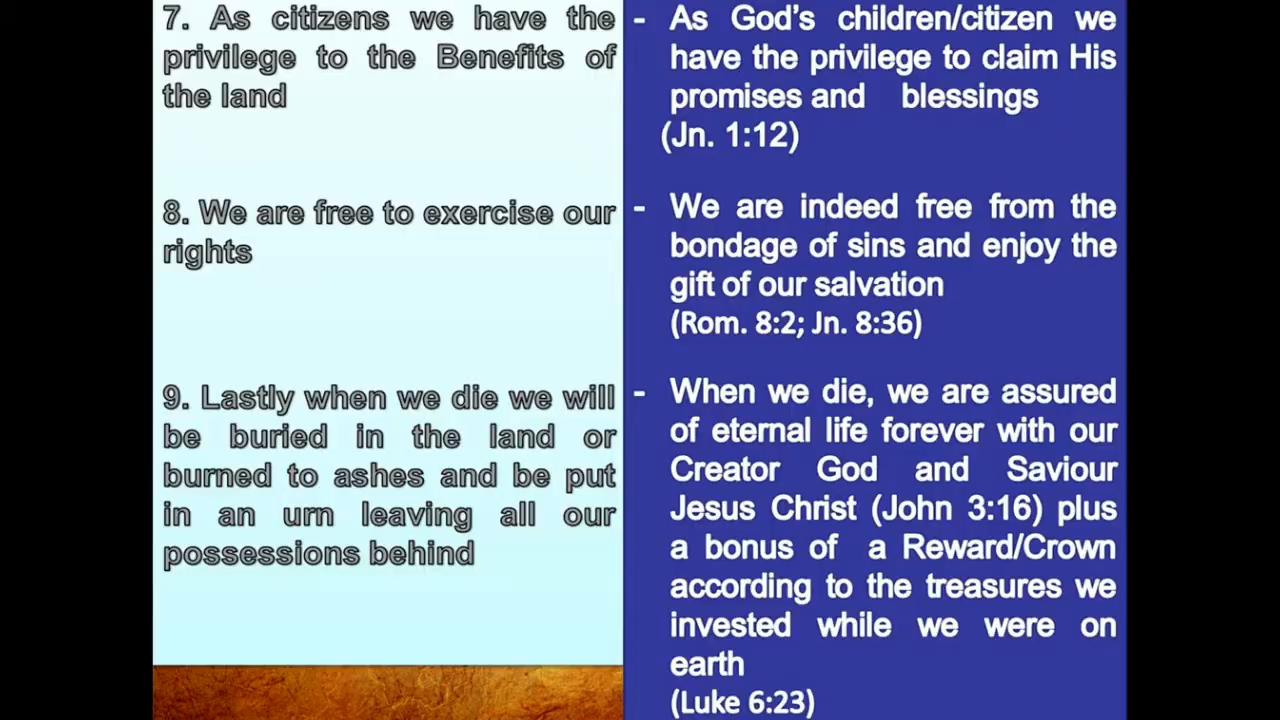 7. As citizens we have the
privilege to the Benefits of
the land
- As God's children/citizen we
have the privilege to claim His
promises and blessings
(Jn. 1:12)
8. We are free to exercise our
rights
- We are indeed free from the
bondage of sins and enjoy the
gift of our salvation
(Rom. 8:2; Jn. 8:36)
9. Lastly when we die we will
be buried in the land or
burned to ashes and be put
in an urn leaving all our
possessions behind
- When we die, we are assured
of eternal life forever with our
Creator God and Saviour
Jesus Christ (John 3:16) plus
a bonus of a Reward/Crown
according to the treasures we
invested while we were on
earth
(Luke 6:23)